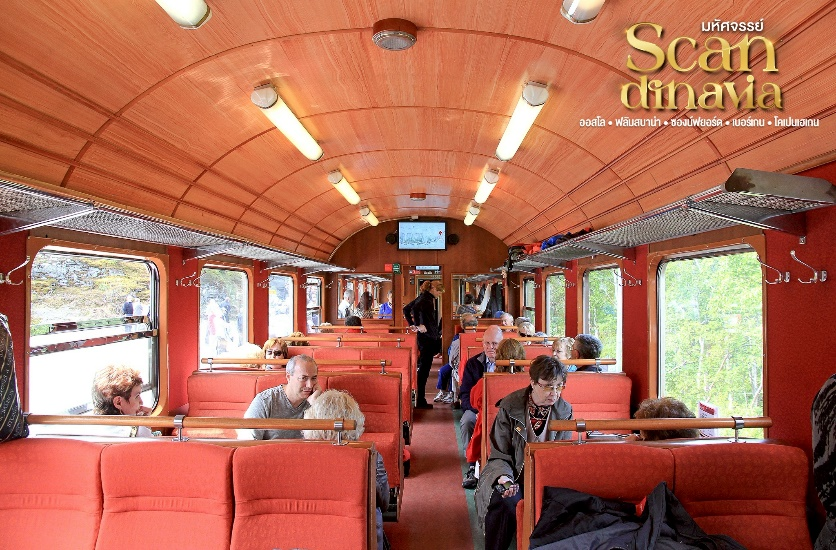 มหัศจรรย์
Scan
dinavia
ออสโล • ฟลัมสบาน่า • ซองน์ฟยอร์ด • เบอร์เกน • โคเปนเฮเกน